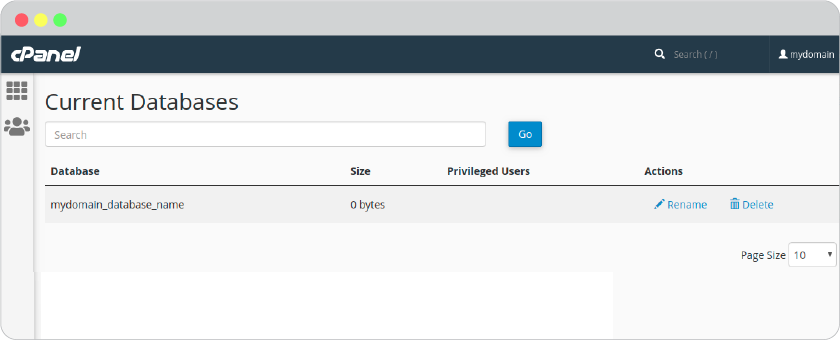 cPanel
Search ( / ) mydomain
Current Databases
Search Go
Database Size Privileged Users Actions
mydomain_database_name 0 bytes Rename Delete
Page Size 10